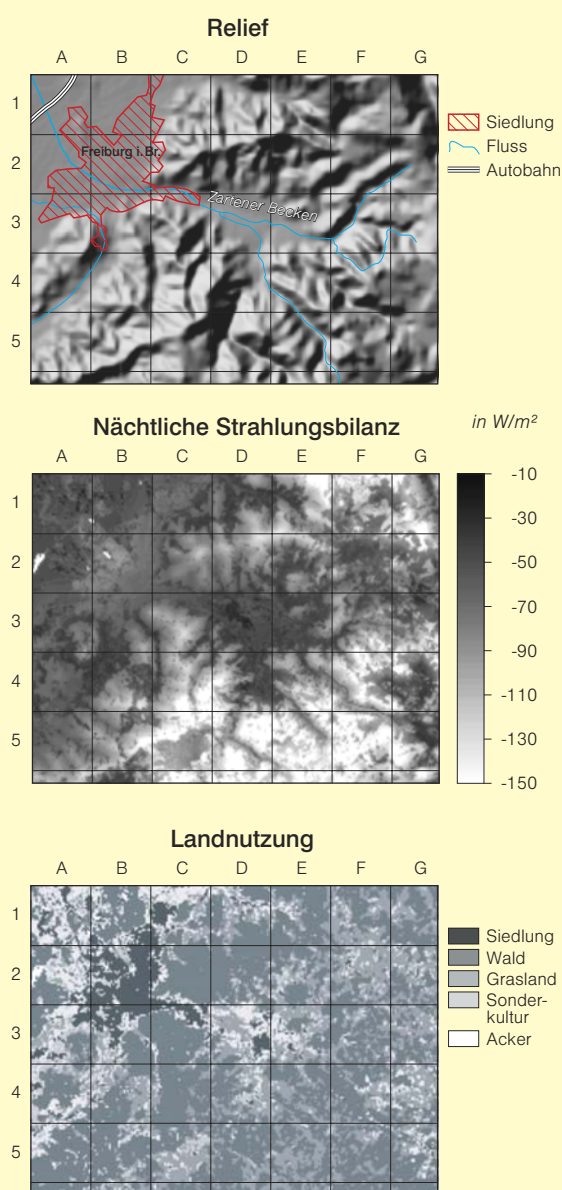 Relief
A B C D E F G
1
2
3
4
5
Freiburg i.Br.
Zartener Becken
Siedlung
Fluss
Autobahn
Nächtliche Strahlungsbilanz
in W/m²
A B C D E F G
1
2
3
4
5
-10
-30
-50
-70
-90
-110
-130
-150
Landnutzung
A B C D E F G
1
2
3
4
5
Siedlung
Wald
Grasland
Sonder-
kultur
Acker